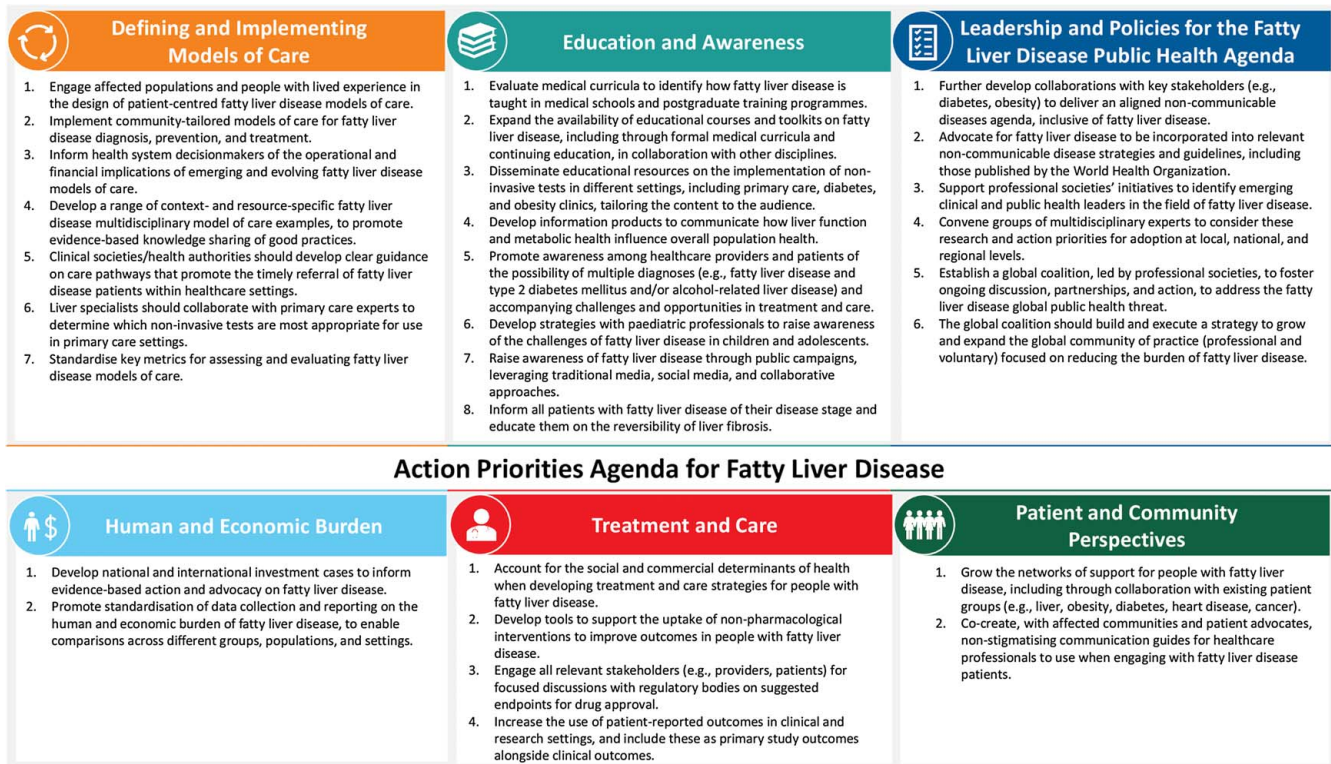 Defining and Implementing
Models of Care
1. Engage affected populations and people with lived experience in
the design of patient-centred fatty liver disease models of care.
2. Implement community-tailored models of care for fatty liver
disease diagnosis, prevention, and treatment.
3. Inform health system decisionmakers of the operational and
financial implications of emerging and evolving fatty liver disease
models of care.
4. Develop a range of context- and resource-specific fatty liver
disease multidisciplinary model of care examples, to promote
evidence-based knowledge sharing of good practices.
5. Clinical societies/health authorities should develop clear guidance
on care pathways that promote the timely referral of fatty liver
disease patients within healthcare settings.
6. Liver specialists should collaborate with primary care experts to
determine which non-invasive tests are most appropriate for use
in primary care settings.
7. Standardise key metrics for assessing and evaluating fatty liver
disease models of care.
Education and Awareness
1. Evaluate medical curricula to identify how fatty liver disease is
taught in medical schools and postgraduate training programmes.
2. Expand the availability of educational courses and toolkits on fatty
liver disease, including through formal medical curricula and
continuing education, in collaboration with other disciplines.
3. Disseminate educational resources on the implementation of non-
invasive tests in different settings, including primary care, diabetes,
and obesity clinics, tailoring the content to the audience.
4. Develop information products to communicate how liver function
and metabolic health influence overall population health.
5. Promote awareness among healthcare providers and patients of
the possibility of multiple diagnoses (e.g., fatty liver disease and
type 2 diabetes mellitus and/or alcohol-related liver disease) and
accompanying challenges and opportunities in treatment and care.
6. Develop strategies with paediatric professionals to raise awareness
of the challenges of fatty liver disease in children and adolescents.
7. Raise awareness of fatty liver disease through public campaigns,
leveraging traditional media, social media, and collaborative
approaches.
8. Inform all patients with fatty liver disease of their disease stage and
educate them on the reversibility of liver fibrosis.
Leadership and Policies for the Fatty
Liver Disease Public Health Agenda
1. Further develop collaborations with key stakeholders (e.g.,
diabetes, obesity) to deliver an aligned non-communicable
diseases agenda, inclusive of fatty liver disease.
2. Advocate for fatty liver disease to be incorporated into relevant
non-communicable disease strategies and guidelines, including
those published by the World Health Organization.
3. Support professional societies' initiatives to identify emerging
clinical and public health leaders in the field of fatty liver disease.
4. Convene groups of multidisciplinary experts to consider these
research and action priorities for adoption at local, national, and
regional levels.
5. Establish a global coalition, led by professional societies, to foster
ongoing discussion, partnerships, and action, to address the fatty
liver disease global public health threat.
6. The global coalition should build and execute a strategy to grow
and expand the global community of practice (professional and
voluntary) focused on reducing the burden of fatty liver disease.
Action Priorities Agenda for Fatty Liver Disease
$
Human and Economic Burden
1. Develop national and international investment cases to inform
evidence-based action and advocacy on fatty liver disease.
2. Promote standardisation of data collection and reporting on the
human and economic burden of fatty liver disease, to enable
comparisons across different groups, populations, and settings.
Treatment and Care
1. Account for the social and commercial determinants of health
when developing treatment and care strategies for people with
fatty liver disease.
2. Develop tools to support the uptake of non-pharmacological
interventions to improve outcomes in people with fatty liver
disease.
3. Engage all relevant stakeholders (e.g., providers, patients) for
focused discussions with regulatory bodies on suggested
endpoints for drug approval.
4. Increase the use of patient-reported outcomes in clinical and
research settings, and include these as primary study outcomes
alongside clinical outcomes.
Patient and Community
Perspectives
1. Grow the networks of support for people with fatty liver
disease, including through collaboration with existing patient
groups (e.g., liver, obesity, diabetes, heart disease, cancer).
2. Co-create, with affected communities and patient advocates,
non-stigmatising communication guides for healthcare
professionals to use when engaging with fatty liver disease
patients.